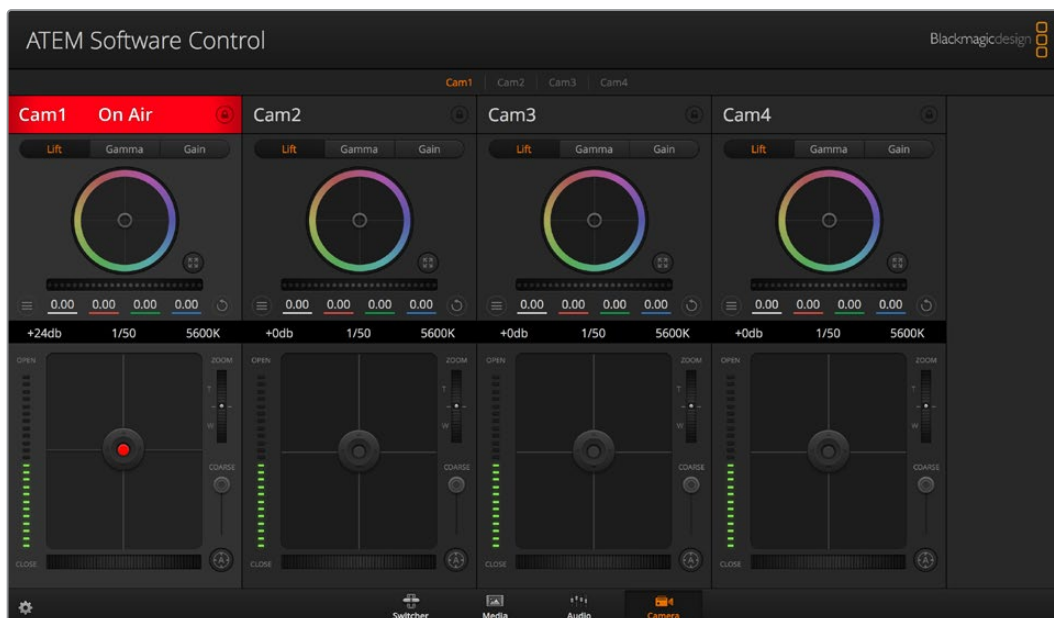 ATEM Software Control
Blackmagicdesign
Cam1 Cam2 Cam3 Cam4
Cam1 On Air
Cam2
Cam3
Cam4
Lift Gamma Gain
Lift Gamma Gain
Lift Gamma Gain
Lift Gamma Gain
0.00 0.00 0.00 0.00
0.00 0.00 0.00 0.00
0.00 0.00 0.00 0.00
0.00 0.00 0.00 0.00
+24db 1/50 5600K
+0db 1/50 5600K
+0db 1/50 5600K
+0db 1/50 5600K
OPEN ZOOM
OPEN ZOOM
OPEN ZOOM
OPEN ZOOM
T
T
T
T
W
W
W
W
COARSE
COARSE
COARSE
COARSE
CLOSE A
CLOSE A
CLOSE A
CLOSE A
Switcher Media Audio Camera